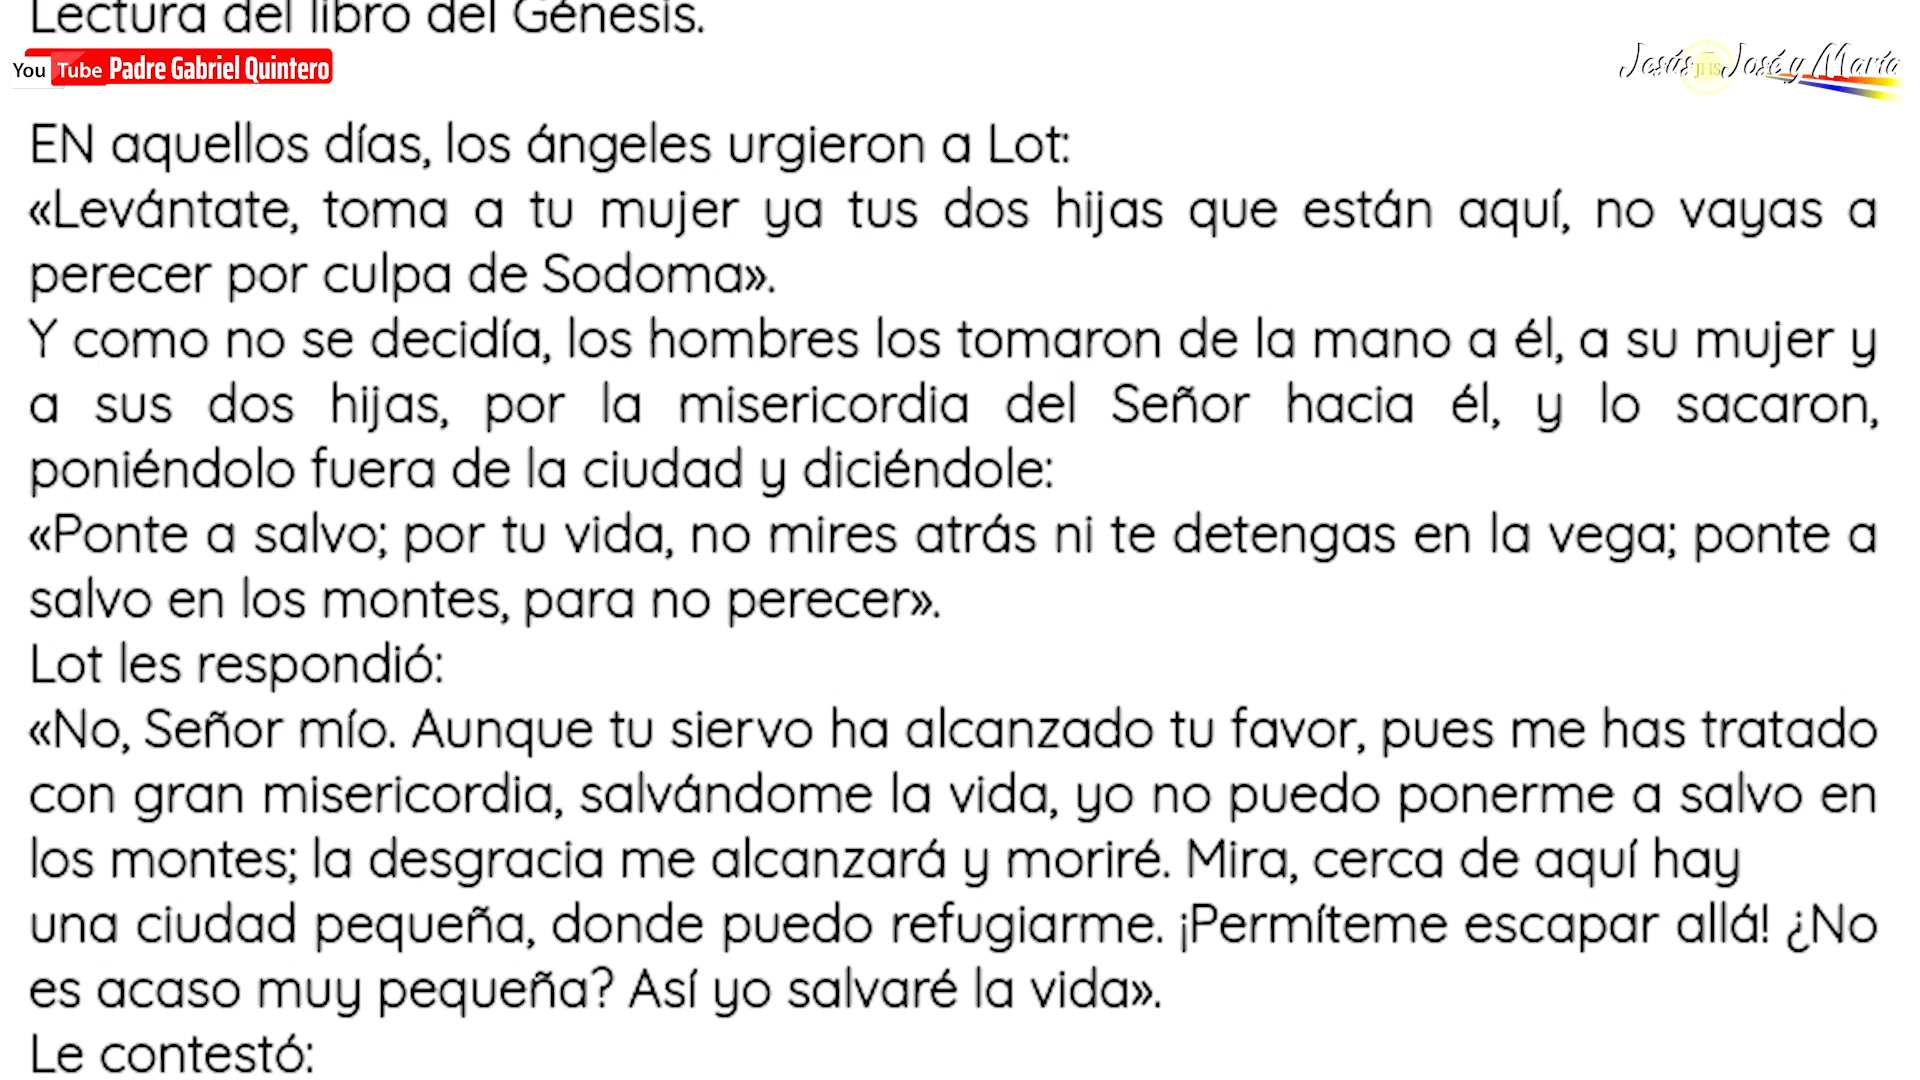 Lectura del libro del Génesis.
You Tube Padre Gabriel Quintero
Jesús José y María
JHS
EN aquellos días, los ángeles urgieron a Lot:
«Levántate, toma a tu mujer ya tus dos hijas que están aquí, no vayas a
perecer por culpa de Sodoma».
Y como no se decidía, los hombres los tomaron de la mano a él, a su mujer y
a sus dos hijas, por la misericordia del Señor hacia él, y lo sacaron,
poniéndolo fuera de la ciudad y diciéndole:
«Ponte a salvo; por tu vida, no mires atrás ni te detengas en la vega; ponte a
salvo en los montes, para no perecer».
Lot les respondió:
«No, Señor mío. Aunque tu siervo ha alcanzado tu favor, pues me has tratado
con gran misericordia, salvándome la vida, yo no puedo ponerme a salvo en
los montes; la desgracia me alcanzará y moriré. Mira, cerca de aquí hay
una ciudad pequeña, donde puedo refugiarme. ¡Permíteme escapar allá! ¿No
es acaso muy pequeña? Así yo salvaré la vida».
Le contestó: